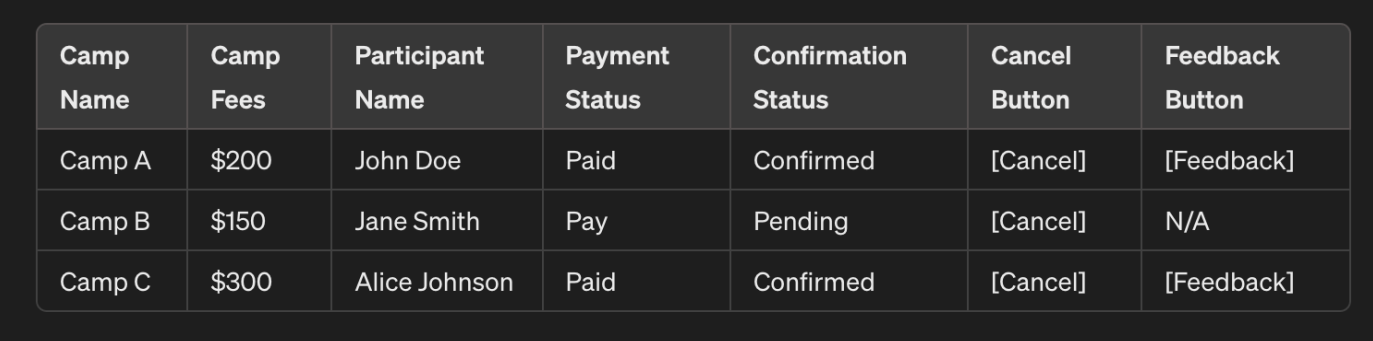 Camp Name | Camp Fees | Participant Name | Payment Status | Confirmation Status | Cancel Button | Feedback Button
Camp A | $200 | John Doe | Paid | Confirmed | [Cancel] | [Feedback]
Camp B | $150 | Jane Smith | Pay | Pending | [Cancel] | N/A
Camp C | $300 | Alice Johnson | Paid | Confirmed | [Cancel] | [Feedback]